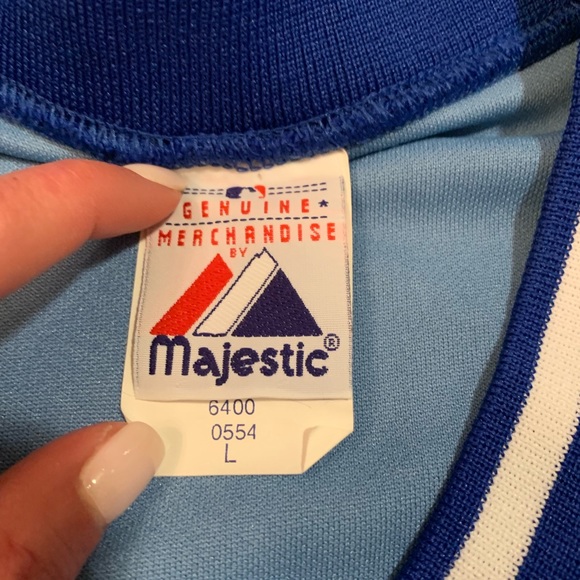 GENUINE *
MERCHANDISE
BY
Majestic®
6400
0554
L